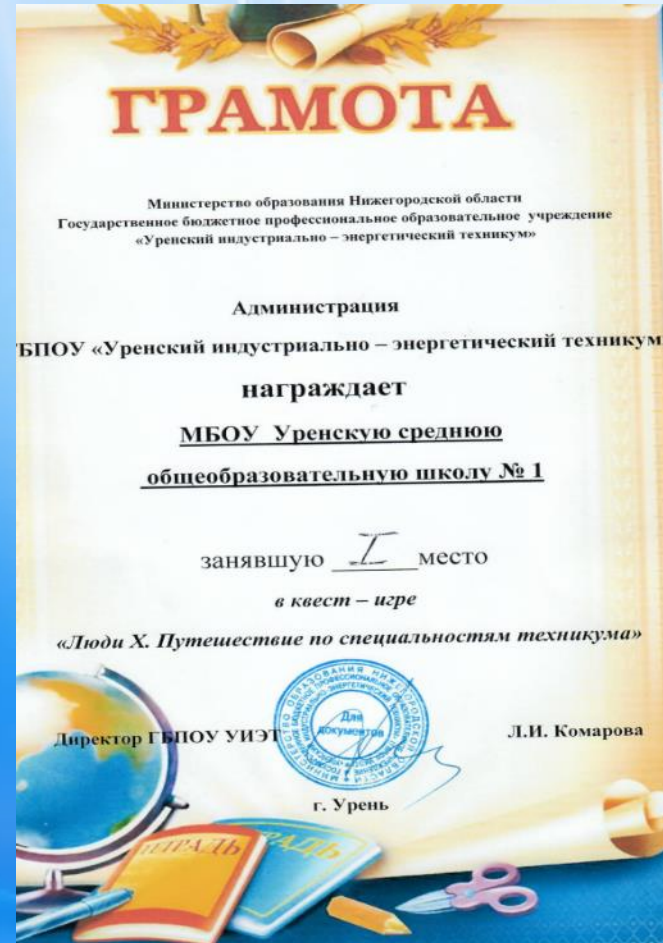 ГРАМОТА
Министерство образования Нижегородской области
Государственное бюджетное профессиональное образовательное учреждение
«Уренский индустриально – энергетический техникум»
Администрация
ГБПОУ «Уренский индустриально – энергетический техникум
награждает
МБОУ Уренскую среднюю
общеобразовательную школу № 1
занявшую I место
в квест – игре
«Люди Х. Путешествие по специальностям техникума»
Для
документов
Директор ГБПОУ УИЭТ
Л.И. Комарова
г. Урень
ТЕТРАДЬ